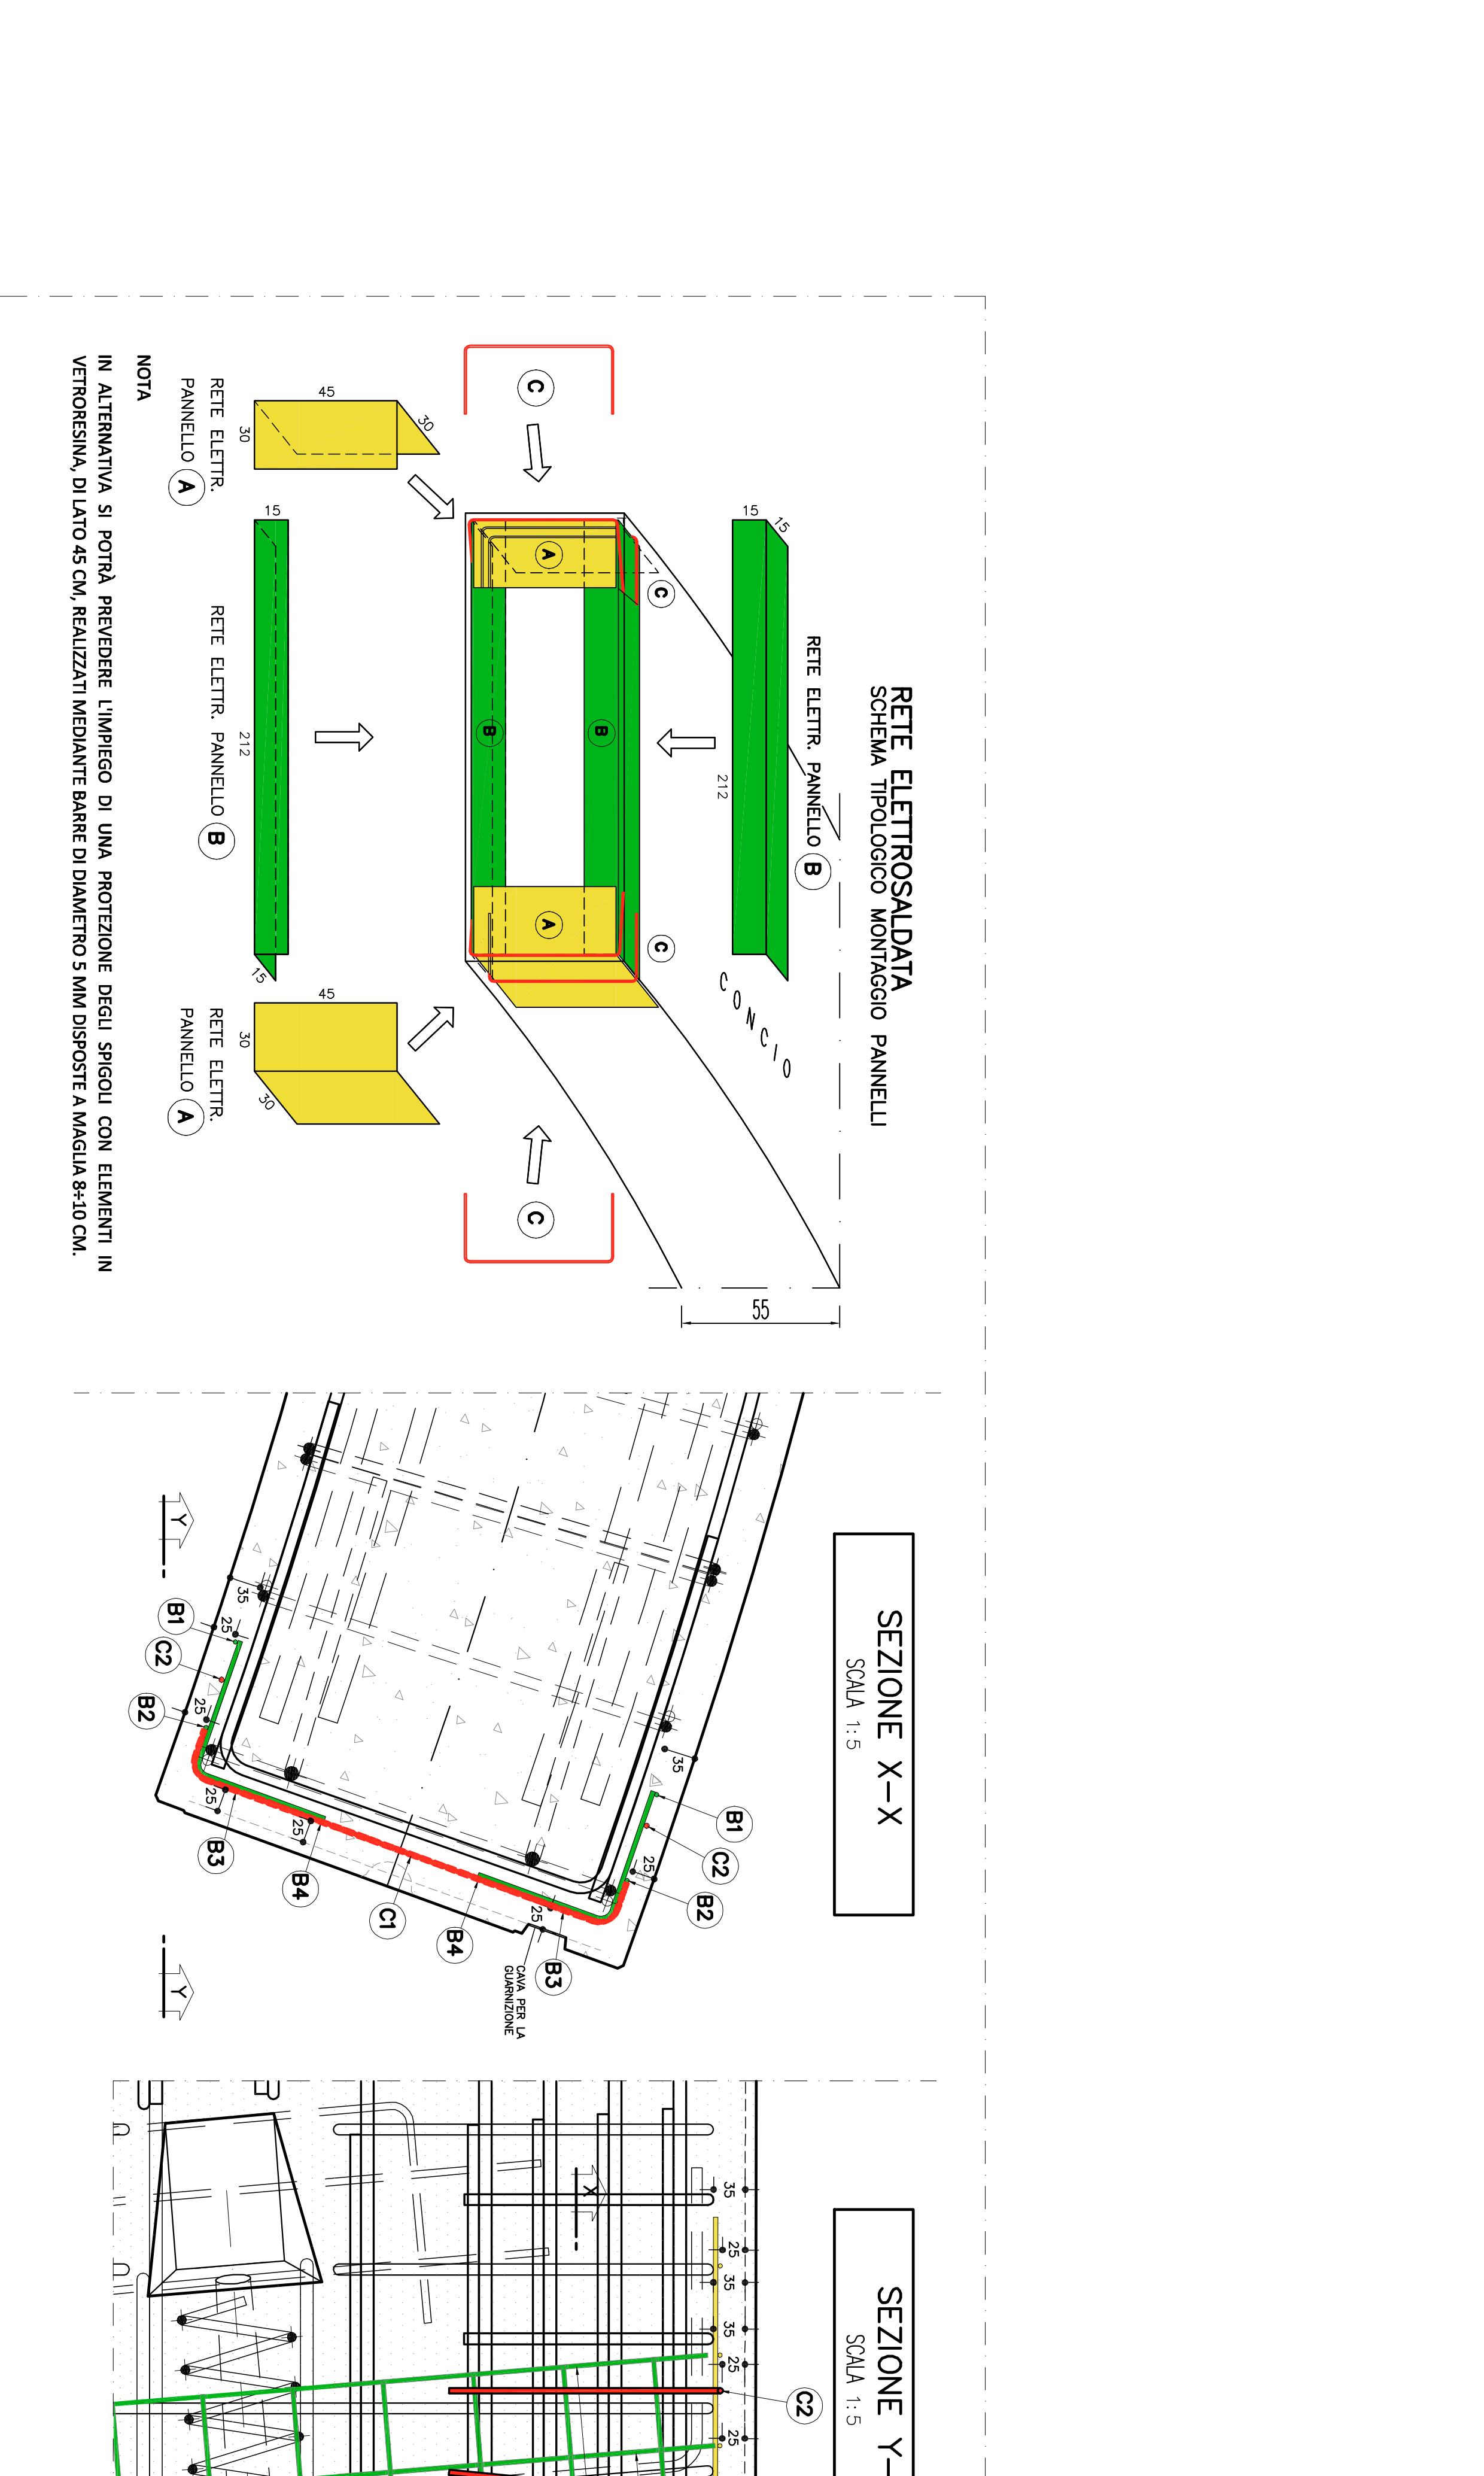 RETE ELETTROSALDATA
SCHEMA TIPOLOGICO MONTAGGIO PANNELLI
RETE ELETTR. PANNELLO B
15
15
212
CONCIO
55
C
C
C
C
A
A
B
B
45
30
30
RETE ELETTR.
PANNELLO A
15
212
15
RETE ELETTR. PANNELLO B
45
30
30
RETE ELETTR.
PANNELLO A
NOTA
IN ALTERNATIVA SI POTRÀ PREVEDERE L'IMPIEGO DI UNA PROTEZIONE DEGLI SPIGOLI CON ELEMENTI IN
VETRORESINA, DI LATO 45 CM, REALIZZATI MEDIANTE BARRE DI DIAMETRO 5 MM DISPOSTE A MAGLIA 8÷10 CM.
SEZIONE X-X
SCALA 1:5
35
B1
C2
25
B2
25
B3
CAVA PER LA
GUARNIZIONE
B4
C1
B4
25
B3
25
25
B2
C2
B1
25
35
Y
Y
SEZIONE Y-
SCALA 1:5
C2
35
25
35
35
25
25
X